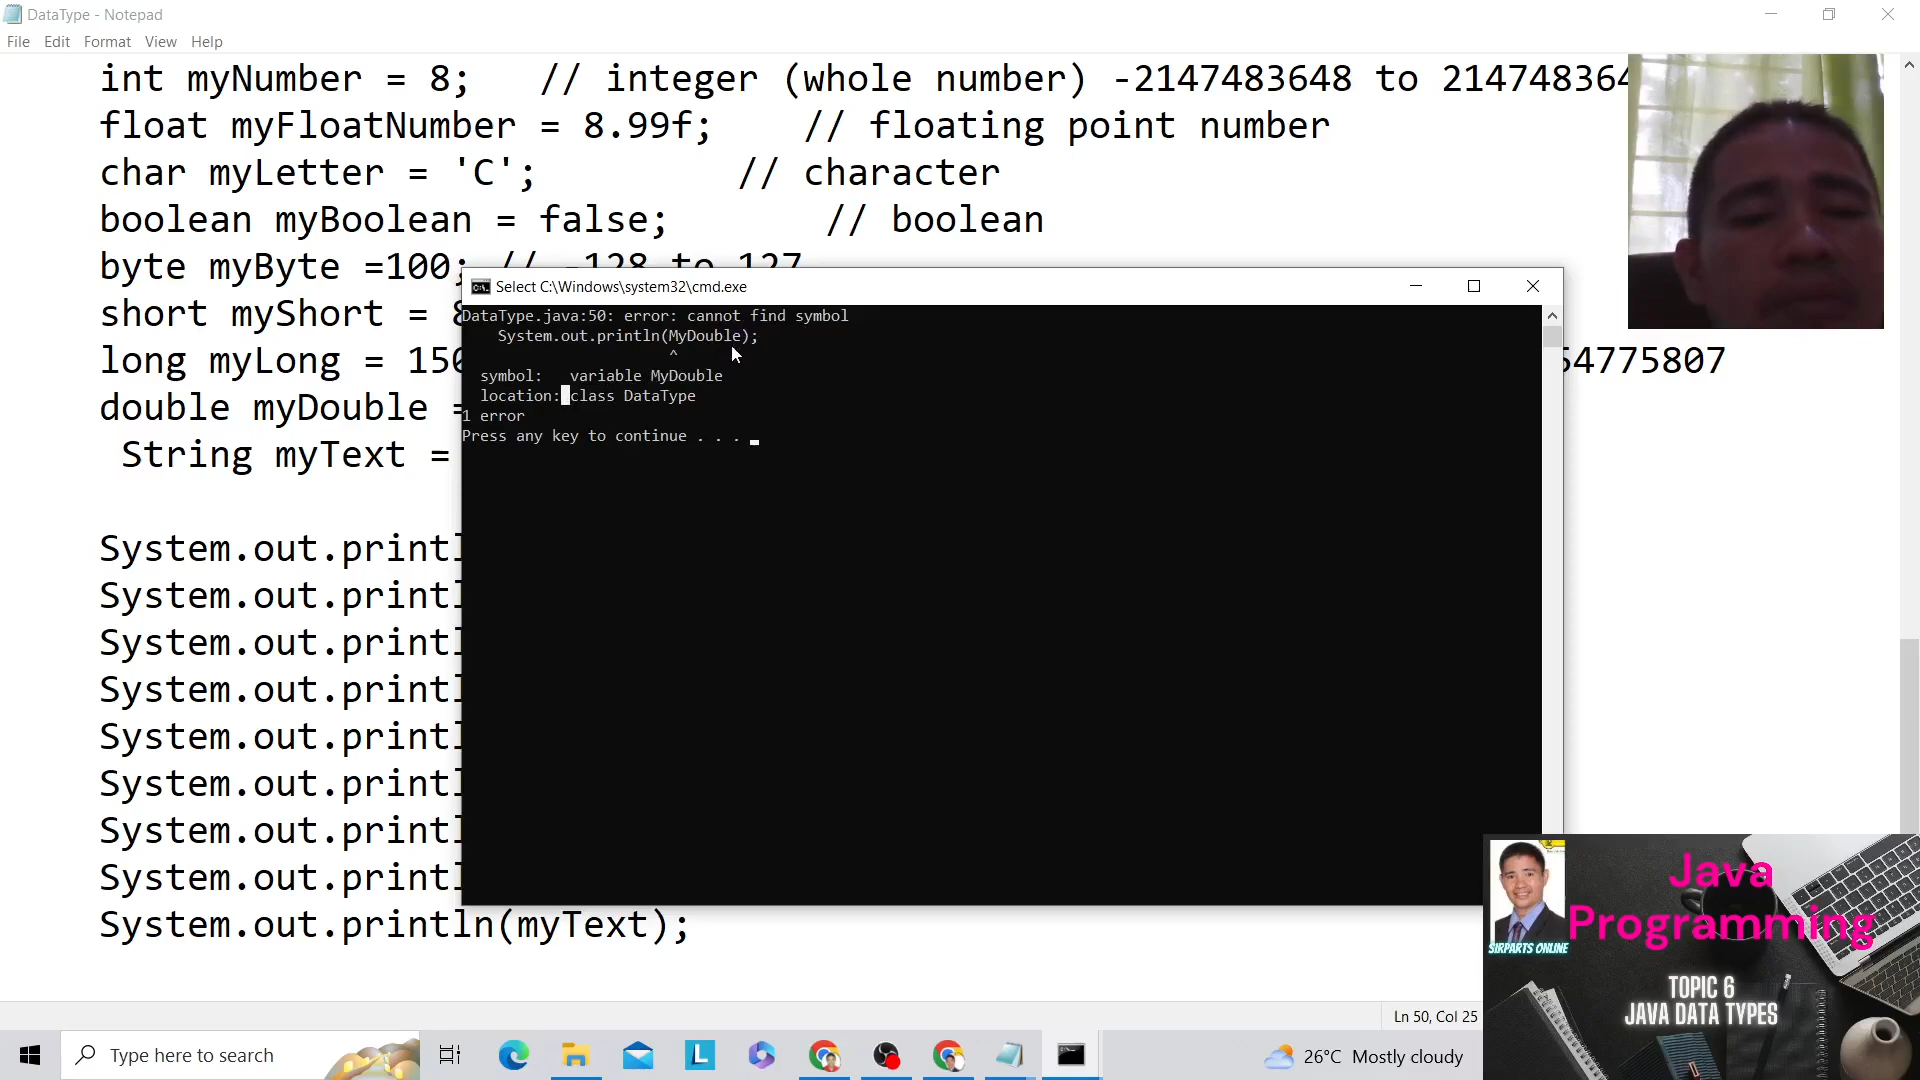 DataType - Notepad
File Edit Format View Help
int myNumber = 8; // integer (whole number) -2147483648 to 214748364
float myFloatNumber = 8.99f; // floating point number
char myLetter = 'C'; // character
boolean myBoolean = false; // boolean
byte myByte =100; // -128 to 127
short myShort = 8
long myLong = 150
54775807
double myDouble =
String myText =
System.out.printl
System.out.printl
System.out.printl
System.out.printl
System.out.printl
System.out.printl
System.out.printl
System.out.printl
System.out.println(myText);
Select C:\Windows\system32\cmd.exe
DataType.java:50: error: cannot find symbol
System.out.println(MyDouble);
^
symbol: variable MyDouble
location: class DataType
1 error
Press any key to continue . . .
Ln 50, Col 25
Java
Programming
SIRPARTS ONLINE
TOPIC 6
JAVA DATA TYPES
Type here to search
26°C Mostly cloudy